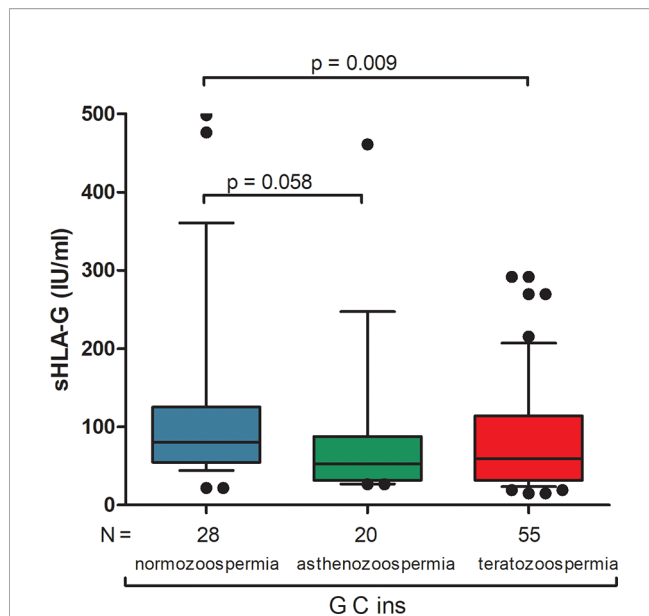 p = 0.009
500
p = 0.058
400
300
200
100
0
sHLA-G (IU/ml)
N = 28 20 55
normozoospermia asthenozoospermia teratozoospermia
G C ins